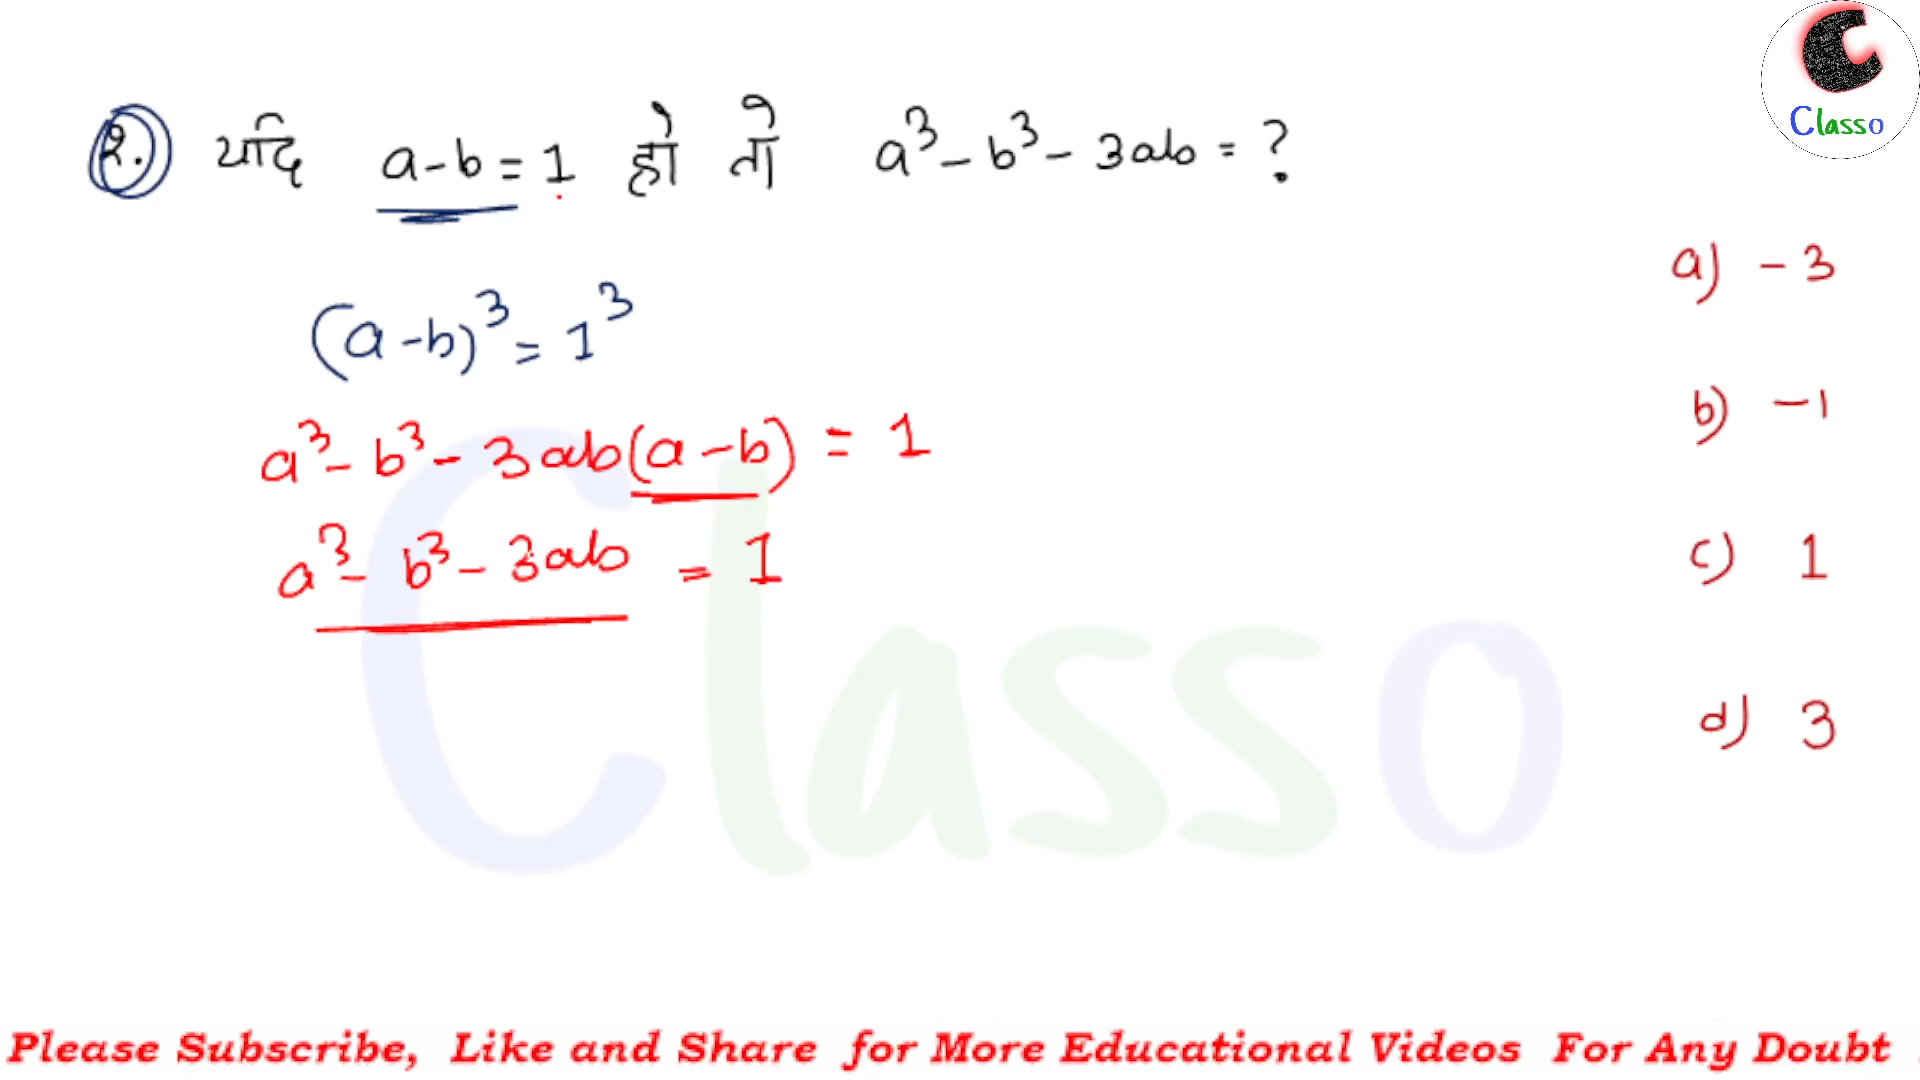 Classo
2. यदि a-b=1 हो तो a³-b³-3ab=?
a) -3
(a-b)³=1³
b) -1
a³-b³-3ab(a-b)=1
a³-b³-3ab=1
c) 1
d) 3
Classo
Please Subscribe, Like and Share for More Educational Videos For Any Doubt